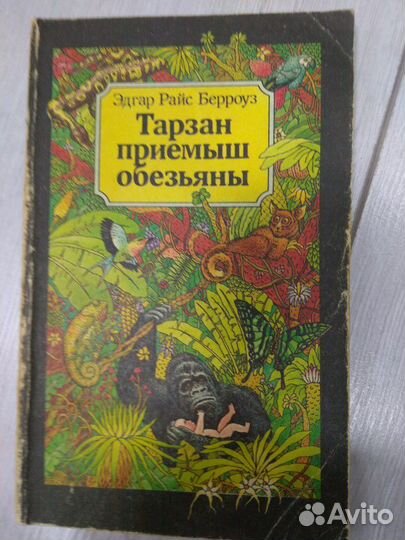 Эдгар Райс Берроуз
Тарзан
приемыш
обезьяны
Avito